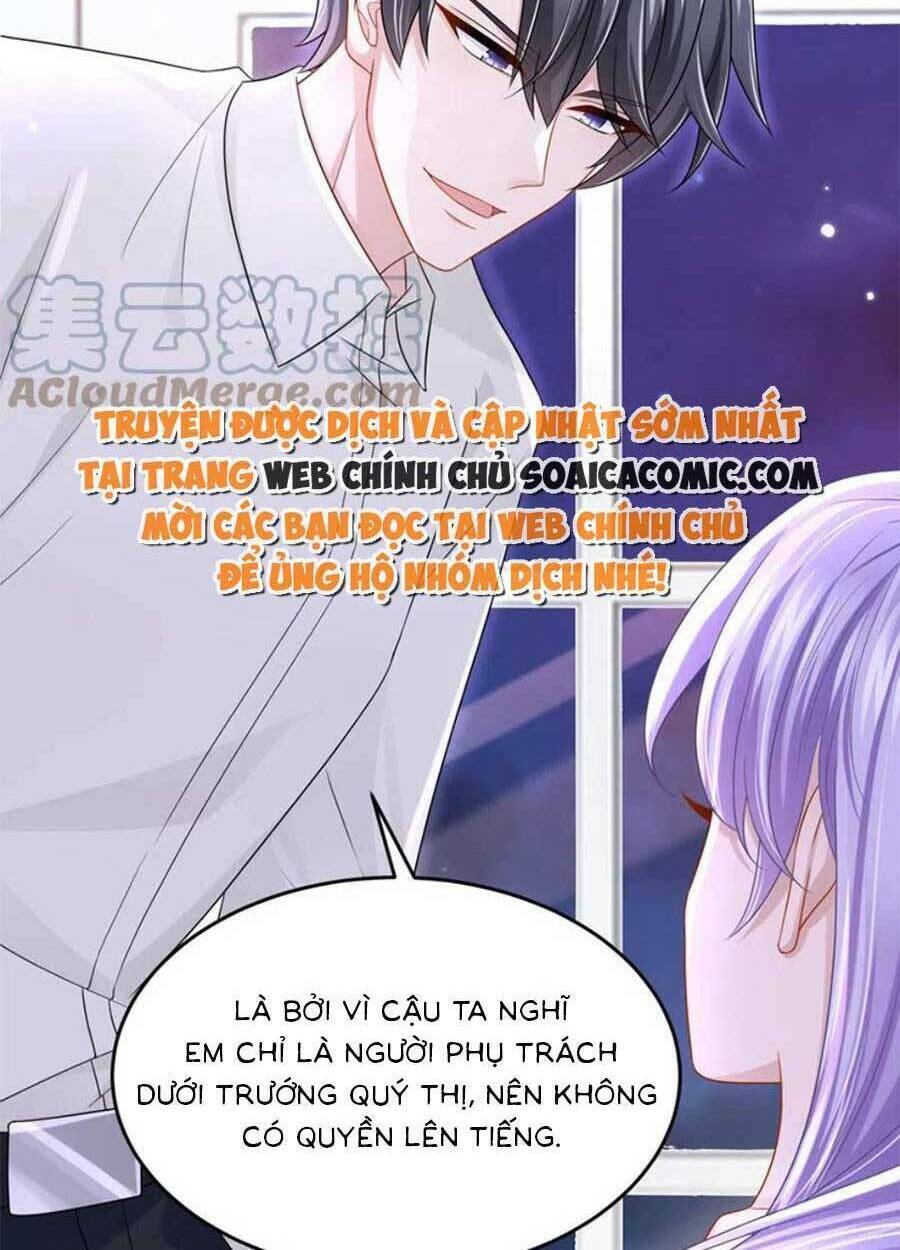 集云数据
ACloudMerge.com
TRUYỆN ĐƯỢC DỊCH VÀ CẬP NHẬT SỚM NHẤT
TẠI TRANG WEB CHÍNH CHỦ SOAICACOMIC.COM
MỜI CÁC BẠN ĐỌC TẠI WEB CHÍNH CHỦ
ĐỂ ỦNG HỘ NHÓM DỊCH NHÉ!
LÀ BỞI VÌ CẬU TA NGHĨ
EM CHỈ LÀ NGƯỜI PHỤ TRÁCH
DƯỚI TRƯỚNG QUÝ THỊ, NÊN KHÔNG
CÓ QUYỀN LÊN TIẾNG.